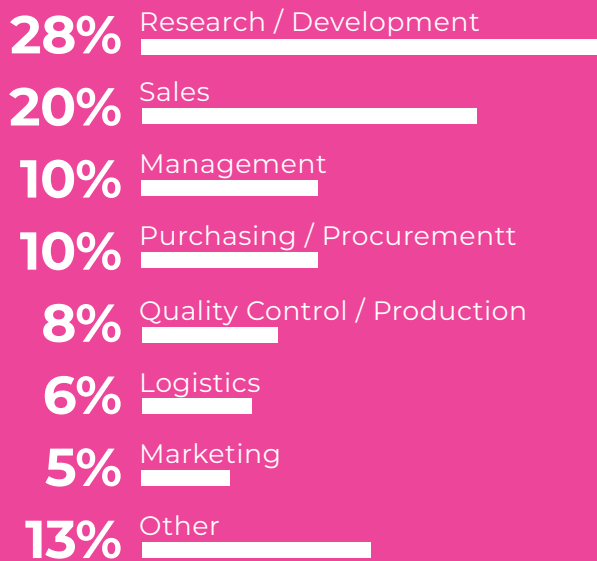 28% Research / Development
20% Sales
10% Management
10% Purchasing / Procurementt
8% Quality Control / Production
6% Logistics
5% Marketing
13% Other